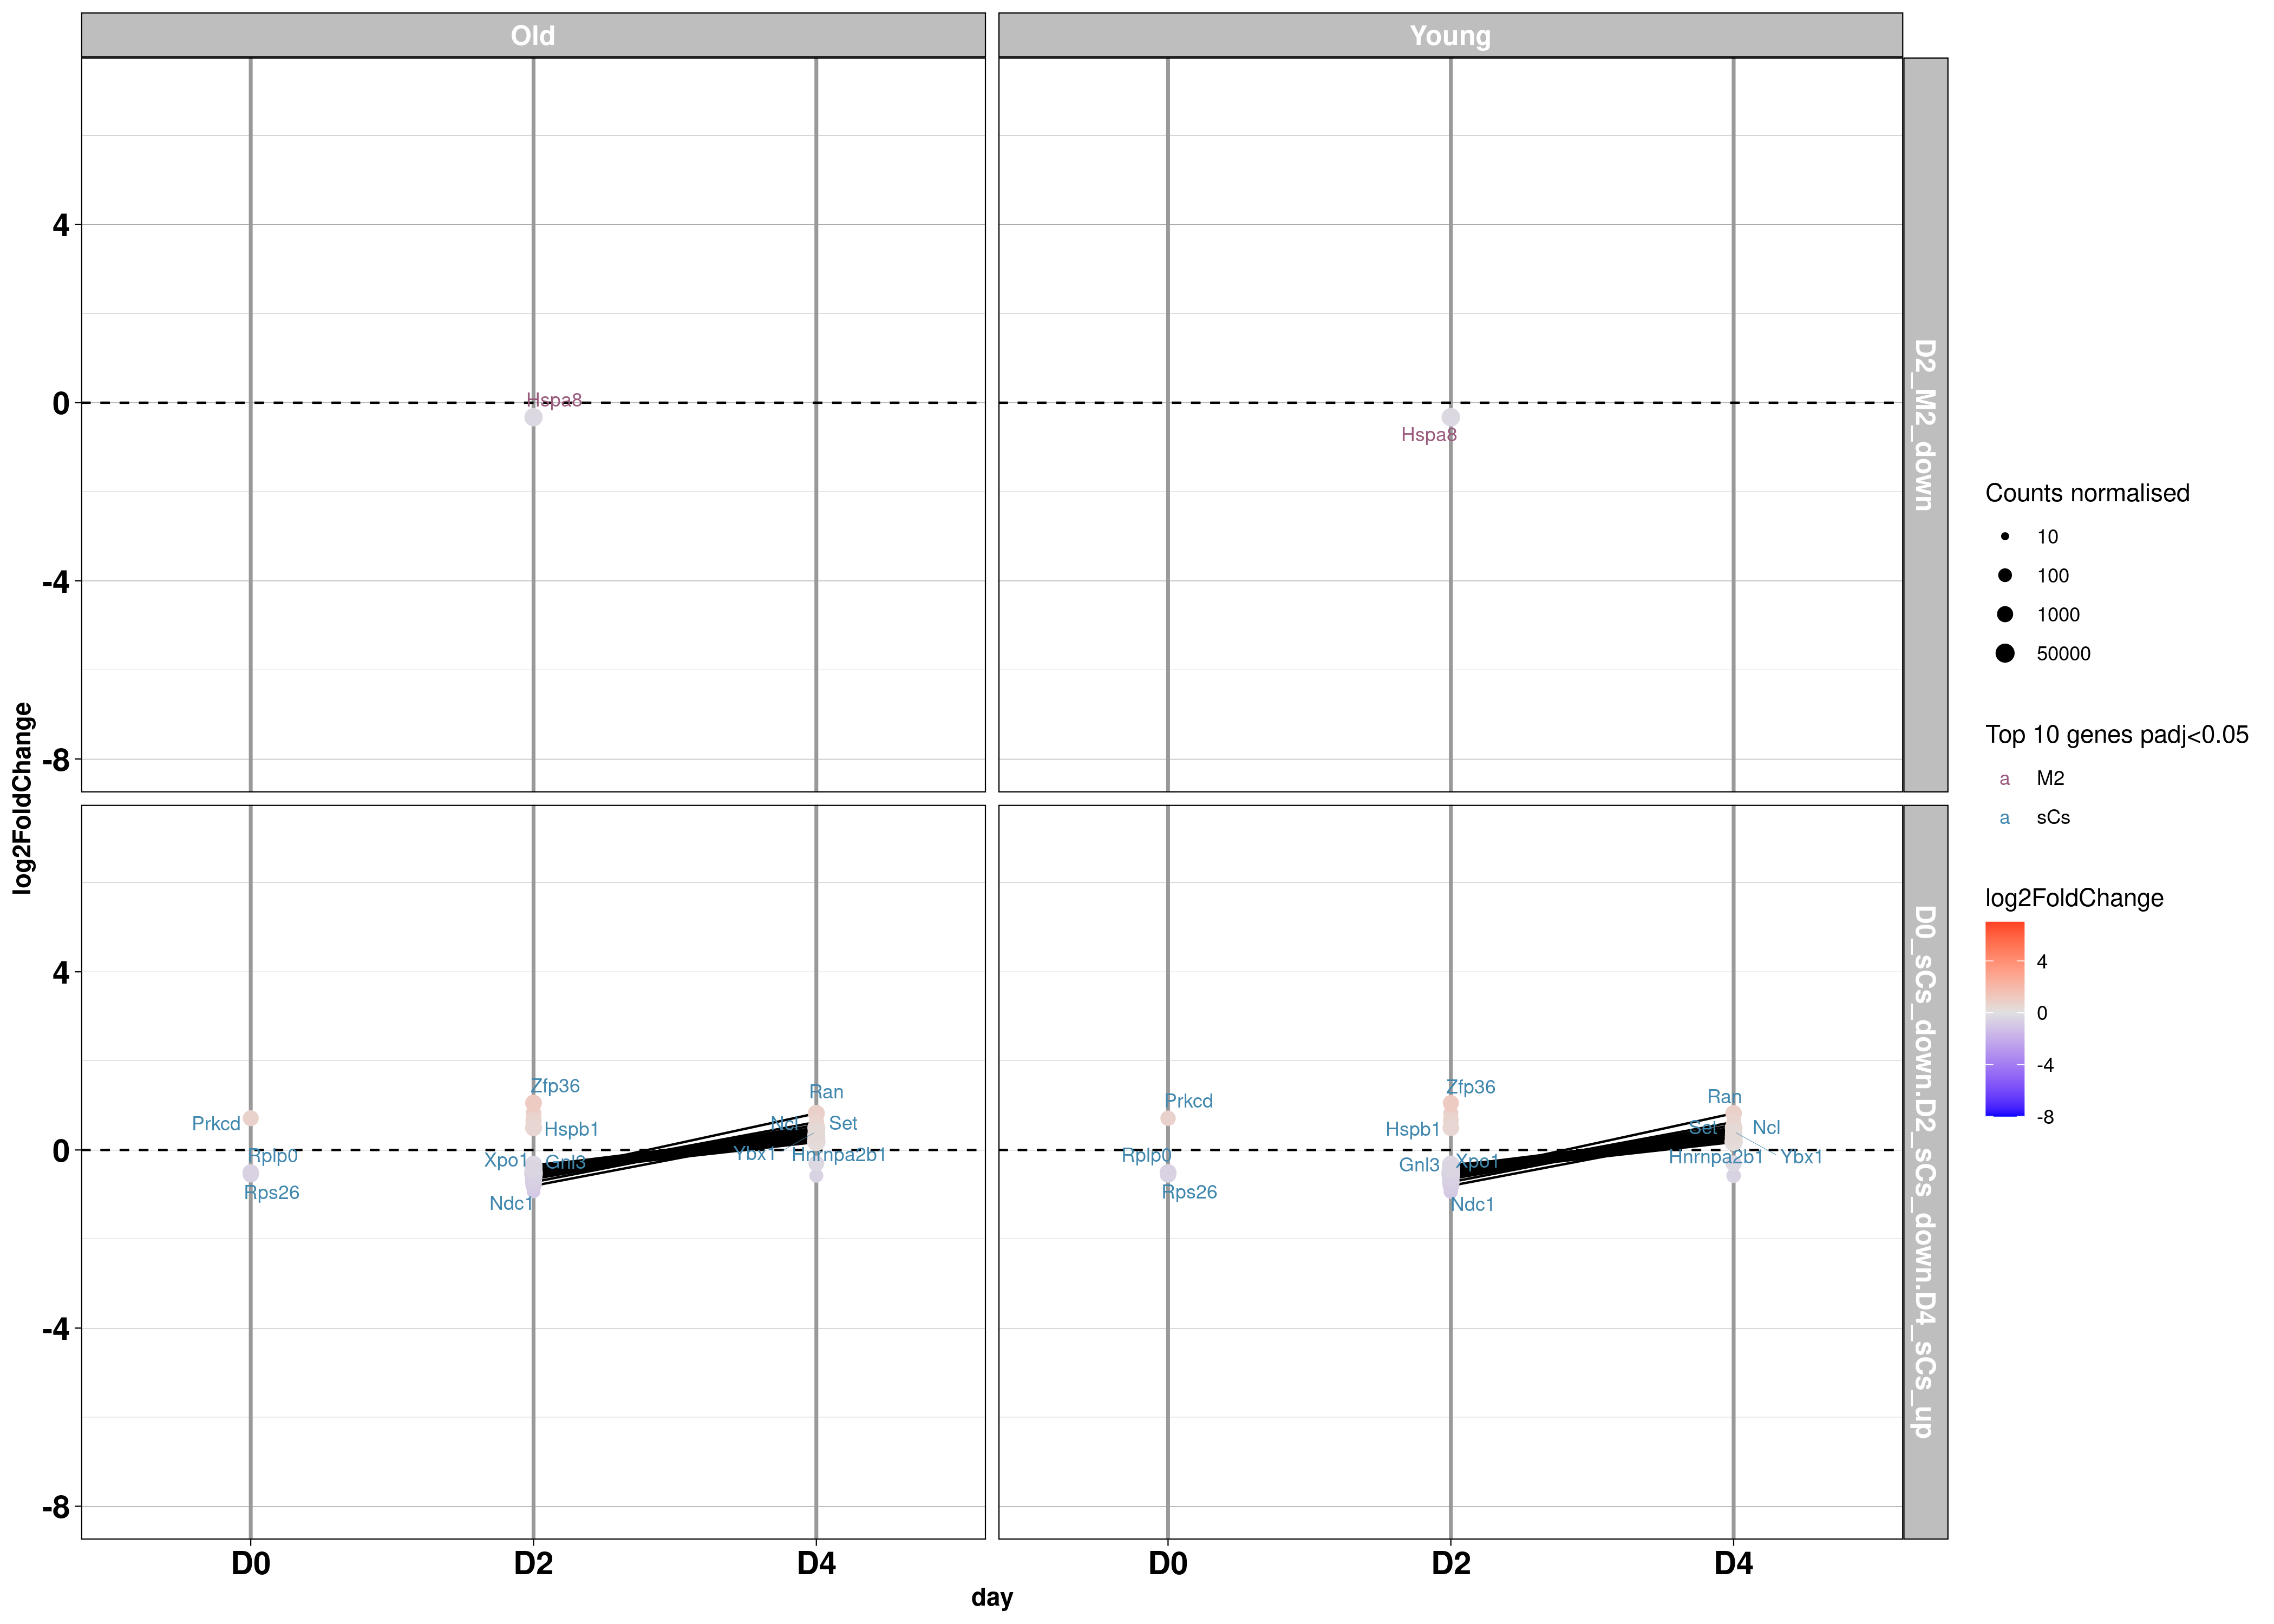 Old
Young
D2_M2_down
4
0
-4
-8
Hspa8
Hspa8
log2FoldChange
D0_sCs_down.D2_sCs_down.D4_sCs_up
4
0
-4
-8
Prkcd
Rplp0
Rps26
Zfp36
Hspb1
Xpo1
Gnl3
Ndc1
Ran
Ncl
Set
Ybx1
Hnrnpa2b1
Prkcd
Rplp0
Rps26
Zfp36
Hspb1
Gnl3
Xpo1
Ndc1
Ran
Set
Ncl
Hnrnpa2b1
Ybx1
D0
D2
D4
D0
D2
D4
day
Counts normalised
10
100
1000
50000
Top 10 genes padj<0.05
a M2
a sCs
log2FoldChange
4
0
-4
-8